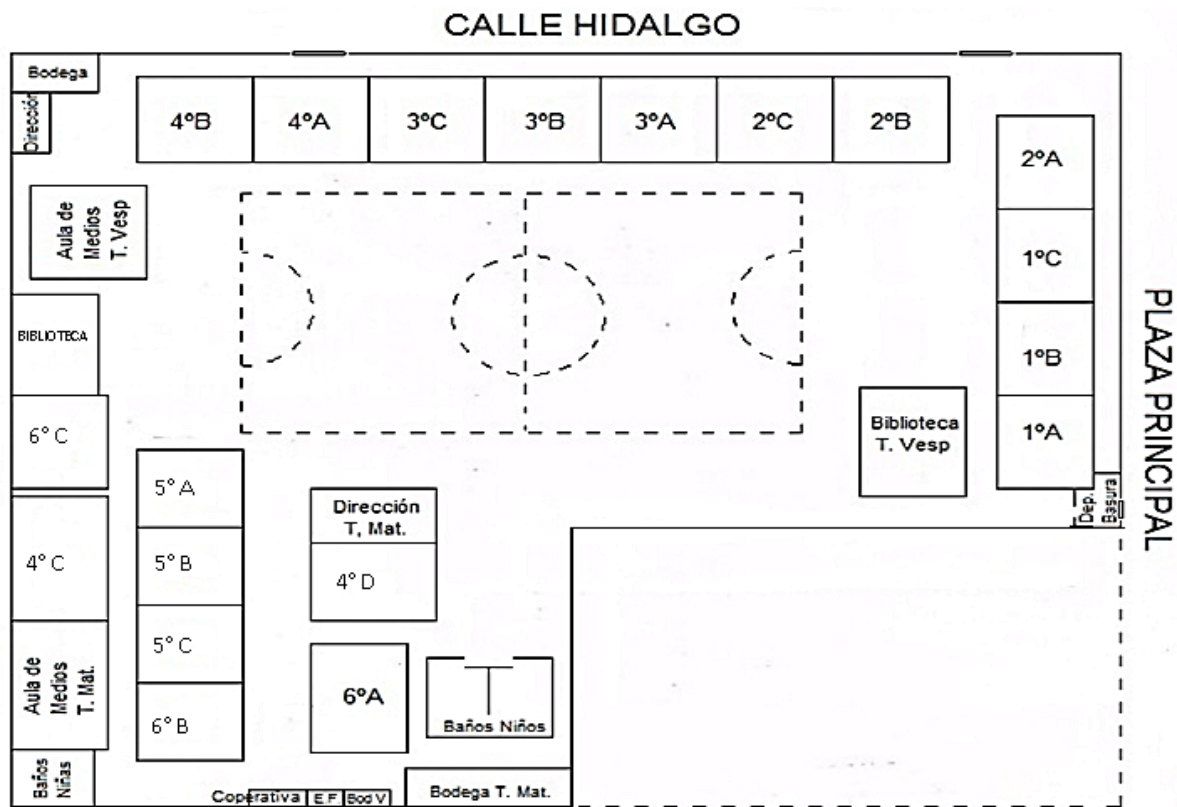 CALLE HIDALGO
Bodega
Dirección
4ºB
4ºA
3ºC
3ºB
3ºA
2ºC
2ºB
2ºA
1ºC
1ºB
1ºA
Aula de
Medios
T. Vesp
BIBLIOTECA
6° C
4° C
Aula de
Medios
T. Mat.
Baños
Niñas
5° A
5° B
5° C
6° B
Dirección
T, Mat.
4° D
6ºA
Baños Niños
Coperativa
E.F.
Bod V
Bodega T. Mat.
Biblioteca
T. Vesp
Dep.
Basura
PLAZA PRINCIPAL